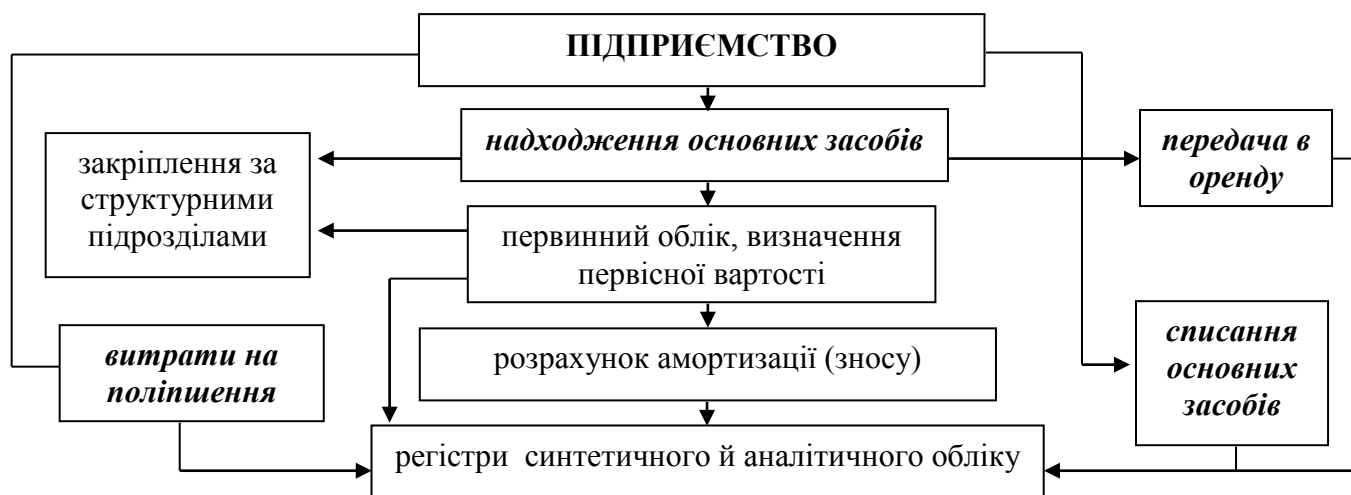 ПІДПРИЄМСТВО
надходження основних засобів
передача в
оренду
закріплення за
структурними
підрозділами
первинний облік, визначення
первісної вартості
витрати на
поліпшення
розрахунок амортизації (зносу)
списання
основних
засобів
регістри синтетичного й аналітичного обліку